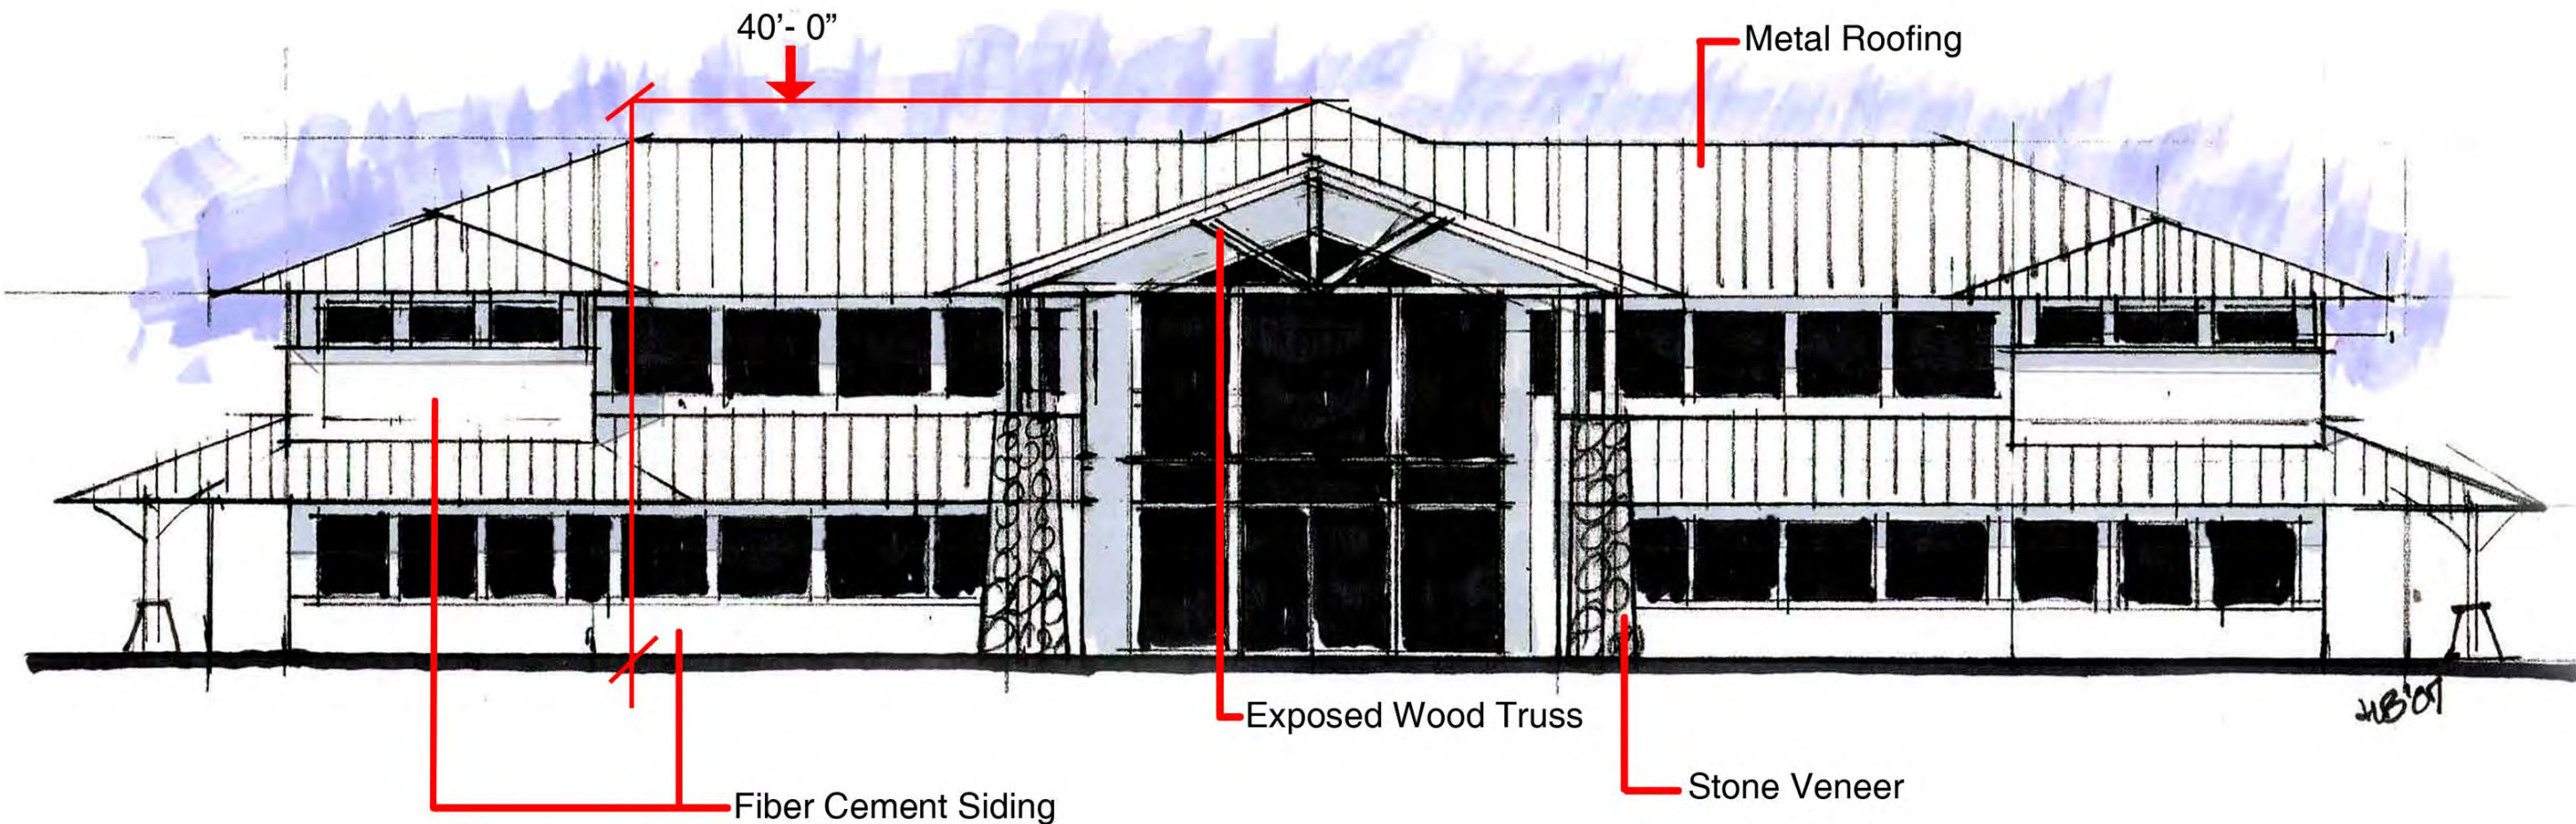 40'- 0”
Metal Roofing
Exposed Wood Truss
Stone Veneer
Fiber Cement Siding